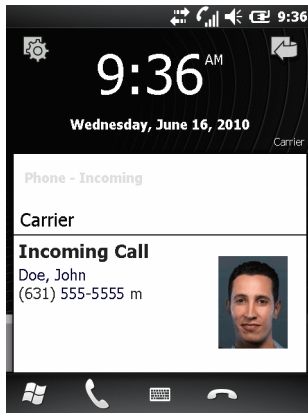 9:36
9:36 AM
Wednesday, June 16, 2010
Carrier
Phone - Incoming
Carrier
Incoming Call
Doe, John
(631) 555-5555 m